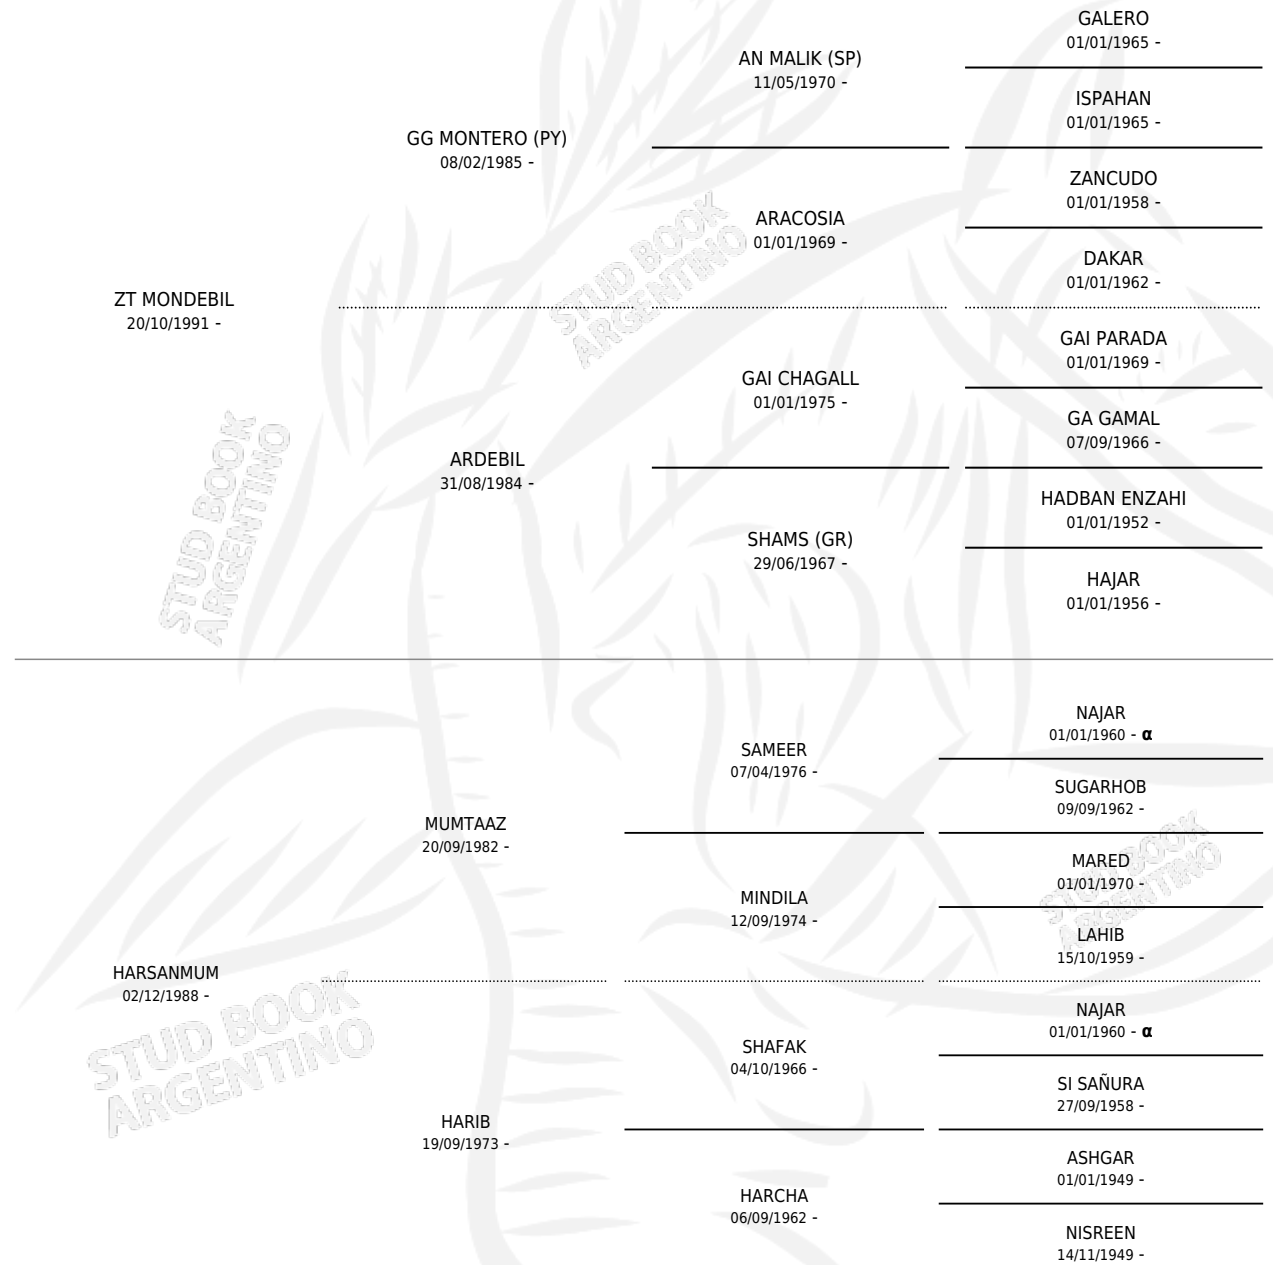 GALERO
01/01/1965 -
AN MALIK (SP)
11/05/1970 -
ISPAHAN
01/01/1965 -
GG MONTERO (PY)
08/02/1985 -
ZANCUDO
01/01/1958 -
ARACOSIA
01/01/1969 -
DAKAR
01/01/1962 -
ZT MONDEBIL
20/10/1991 -
GAI PARADA
01/01/1969 -
GAI CHAGALL
01/01/1975 -
GA GAMAL
07/09/1966 -
ARDEBIL
31/08/1984 -
HADBAN ENZAHI
01/01/1952 -
SHAMS (GR)
29/06/1967 -
HAJAR
01/01/1956 -
STUD BOOK
ARGENTINO
STUD BOOK
ARGENTINO
NAJAR
01/01/1960 - α
SAMEER
07/04/1976 -
SUGARHOB
09/09/1962 -
MUMTAAZ
20/09/1982 -
MARED
01/01/1970 -
MINDILA
12/09/1974 -
LAHIB
15/10/1959 -
HARSANMUM
02/12/1988 -
NAJAR
01/01/1960 - α
SHAFAK
04/10/1966 -
SI SAÑURA
27/09/1958 -
HARIB
19/09/1973 -
ASHGAR
01/01/1949 -
HARCHA
06/09/1962 -
NISREEN
14/11/1949 -
STUD BOOK
ARGENTINO
STUD BOOK
ARGENTINO